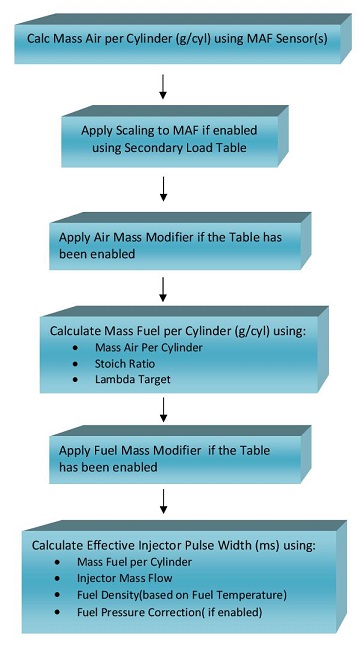 Calc Mass Air per Cylinder (g/cyl) using MAF Sensor(s)
Apply Scaling to MAF if enabled
using Secondary Load Table
Apply Air Mass Modifier if the Table has
been enabled
Calculate Mass Fuel per Cylinder (g/cyl) using:
• Mass Air Per Cylinder
• Stoich Ratio
• Lambda Target
Apply Fuel Mass Modifier if the Table
has been enabled
Calculate Effective Injector Pulse Width (ms) using:
• Mass Fuel per Cylinder
• Injector Mass Flow
• Fuel Density(based on Fuel Temperature)
• Fuel Pressure Correction( if enabled)